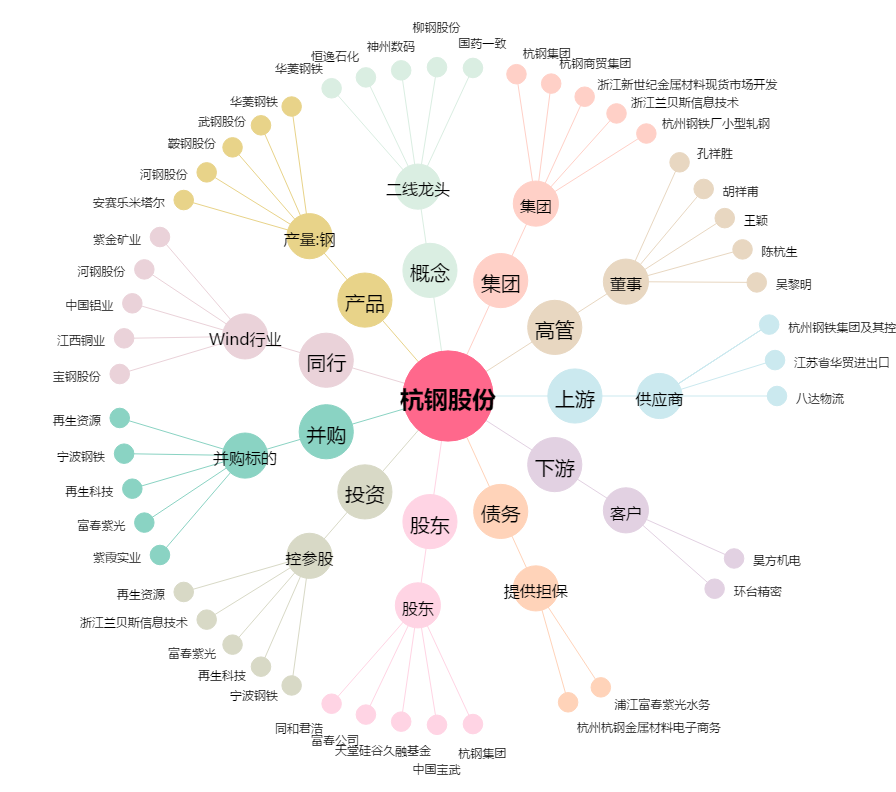 柳钢股份
神州数码
国药一致
恒逸石化
华菱钢铁
杭钢集团
杭钢商贸集团
浙江新世纪金属材料现货市场开发
浙江兰贝斯信息技术
杭州钢铁厂小型轧钢
华菱钢铁
武钢股份
鞍钢股份
河钢股份
安赛乐米塔尔
二线龙头
集团
孔祥胜
胡祥甫
王颖
陈杭生
吴黎明
产量:钢
紫金矿业
河钢股份
中国铝业
江西铜业
宝钢股份
概念
集团
董事
产品
高管
Wind行业
同行
杭州钢铁集团及其控
江苏省华贸进出口
八达物流
杭钢股份
上游
供应商
再生资源
宁波钢铁
再生科技
富春紫光
紫霞实业
并购
并购标的
下游
投资
股东
债务
客户
昊方机电
环台精密
控参股
提供担保
股东
再生资源
浙江兰贝斯信息技术
富春紫光
再生科技
宁波钢铁
浦江富春紫光水务
杭州杭钢金属材料电子商务
同和君浩
富春公司
天堂硅谷久融基金
中国宝武
杭钢集团